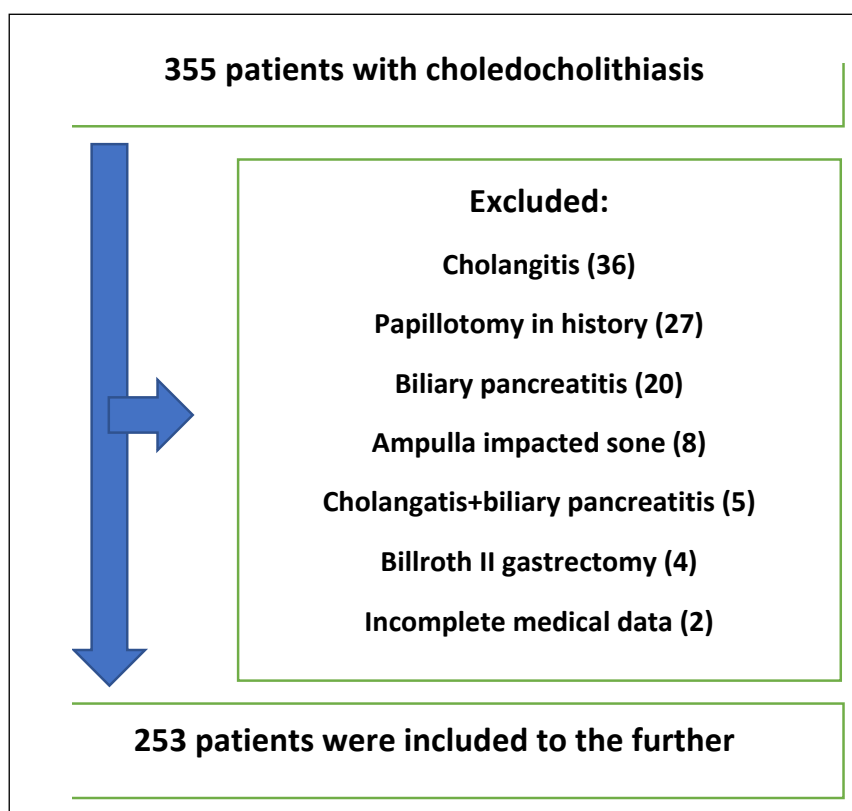 355 patients with choledocholithiasis
Excluded:
Cholangitis (36)
Papillotomy in history (27)
Biliary pancreatitis (20)
Ampulla impacted sone (8)
Cholangatis+biliary pancreatitis (5)
Billroth II gastrectomy (4)
Incomplete medical data (2)
253 patients were included to the further